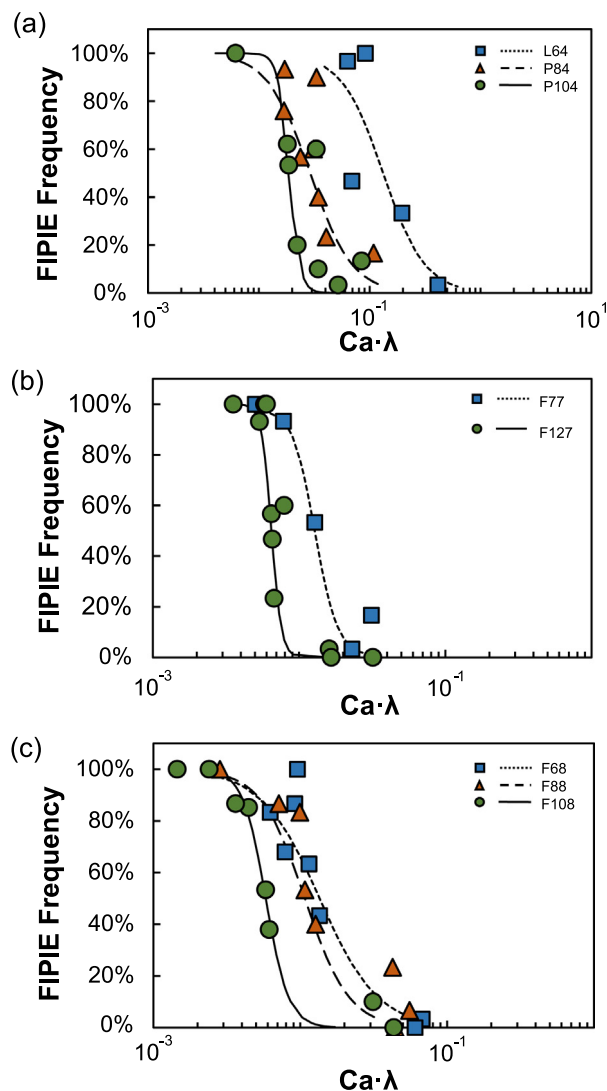 (a)
100%
80%
60%
40%
20%
0%
FIPIE Frequency
L64
P84
P104
10-3
10-1
101
Ca·λ
(b)
100%
80%
60%
40%
20%
0%
FIPIE Frequency
F77
F127
10-3
10-1
Ca·λ
(c)
100%
80%
60%
40%
20%
0%
FIPIE Frequency
F68
F88
F108
10-3
10-1
Ca·λ